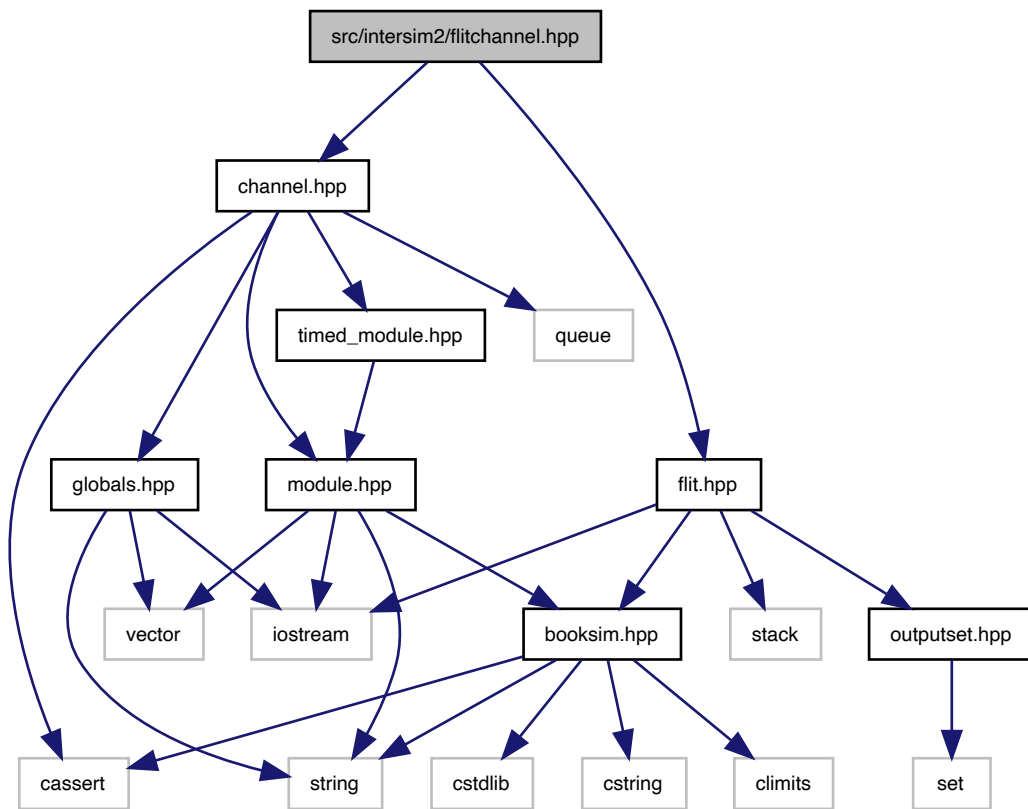 src/intersim2/flitchannel.hpp
channel.hpp
timed_module.hpp
queue
globals.hpp
module.hpp
flit.hpp
vector
iostream
booksim.hpp
stack
outputset.hpp
cassert
string
cstdlib
cstring
climits
set